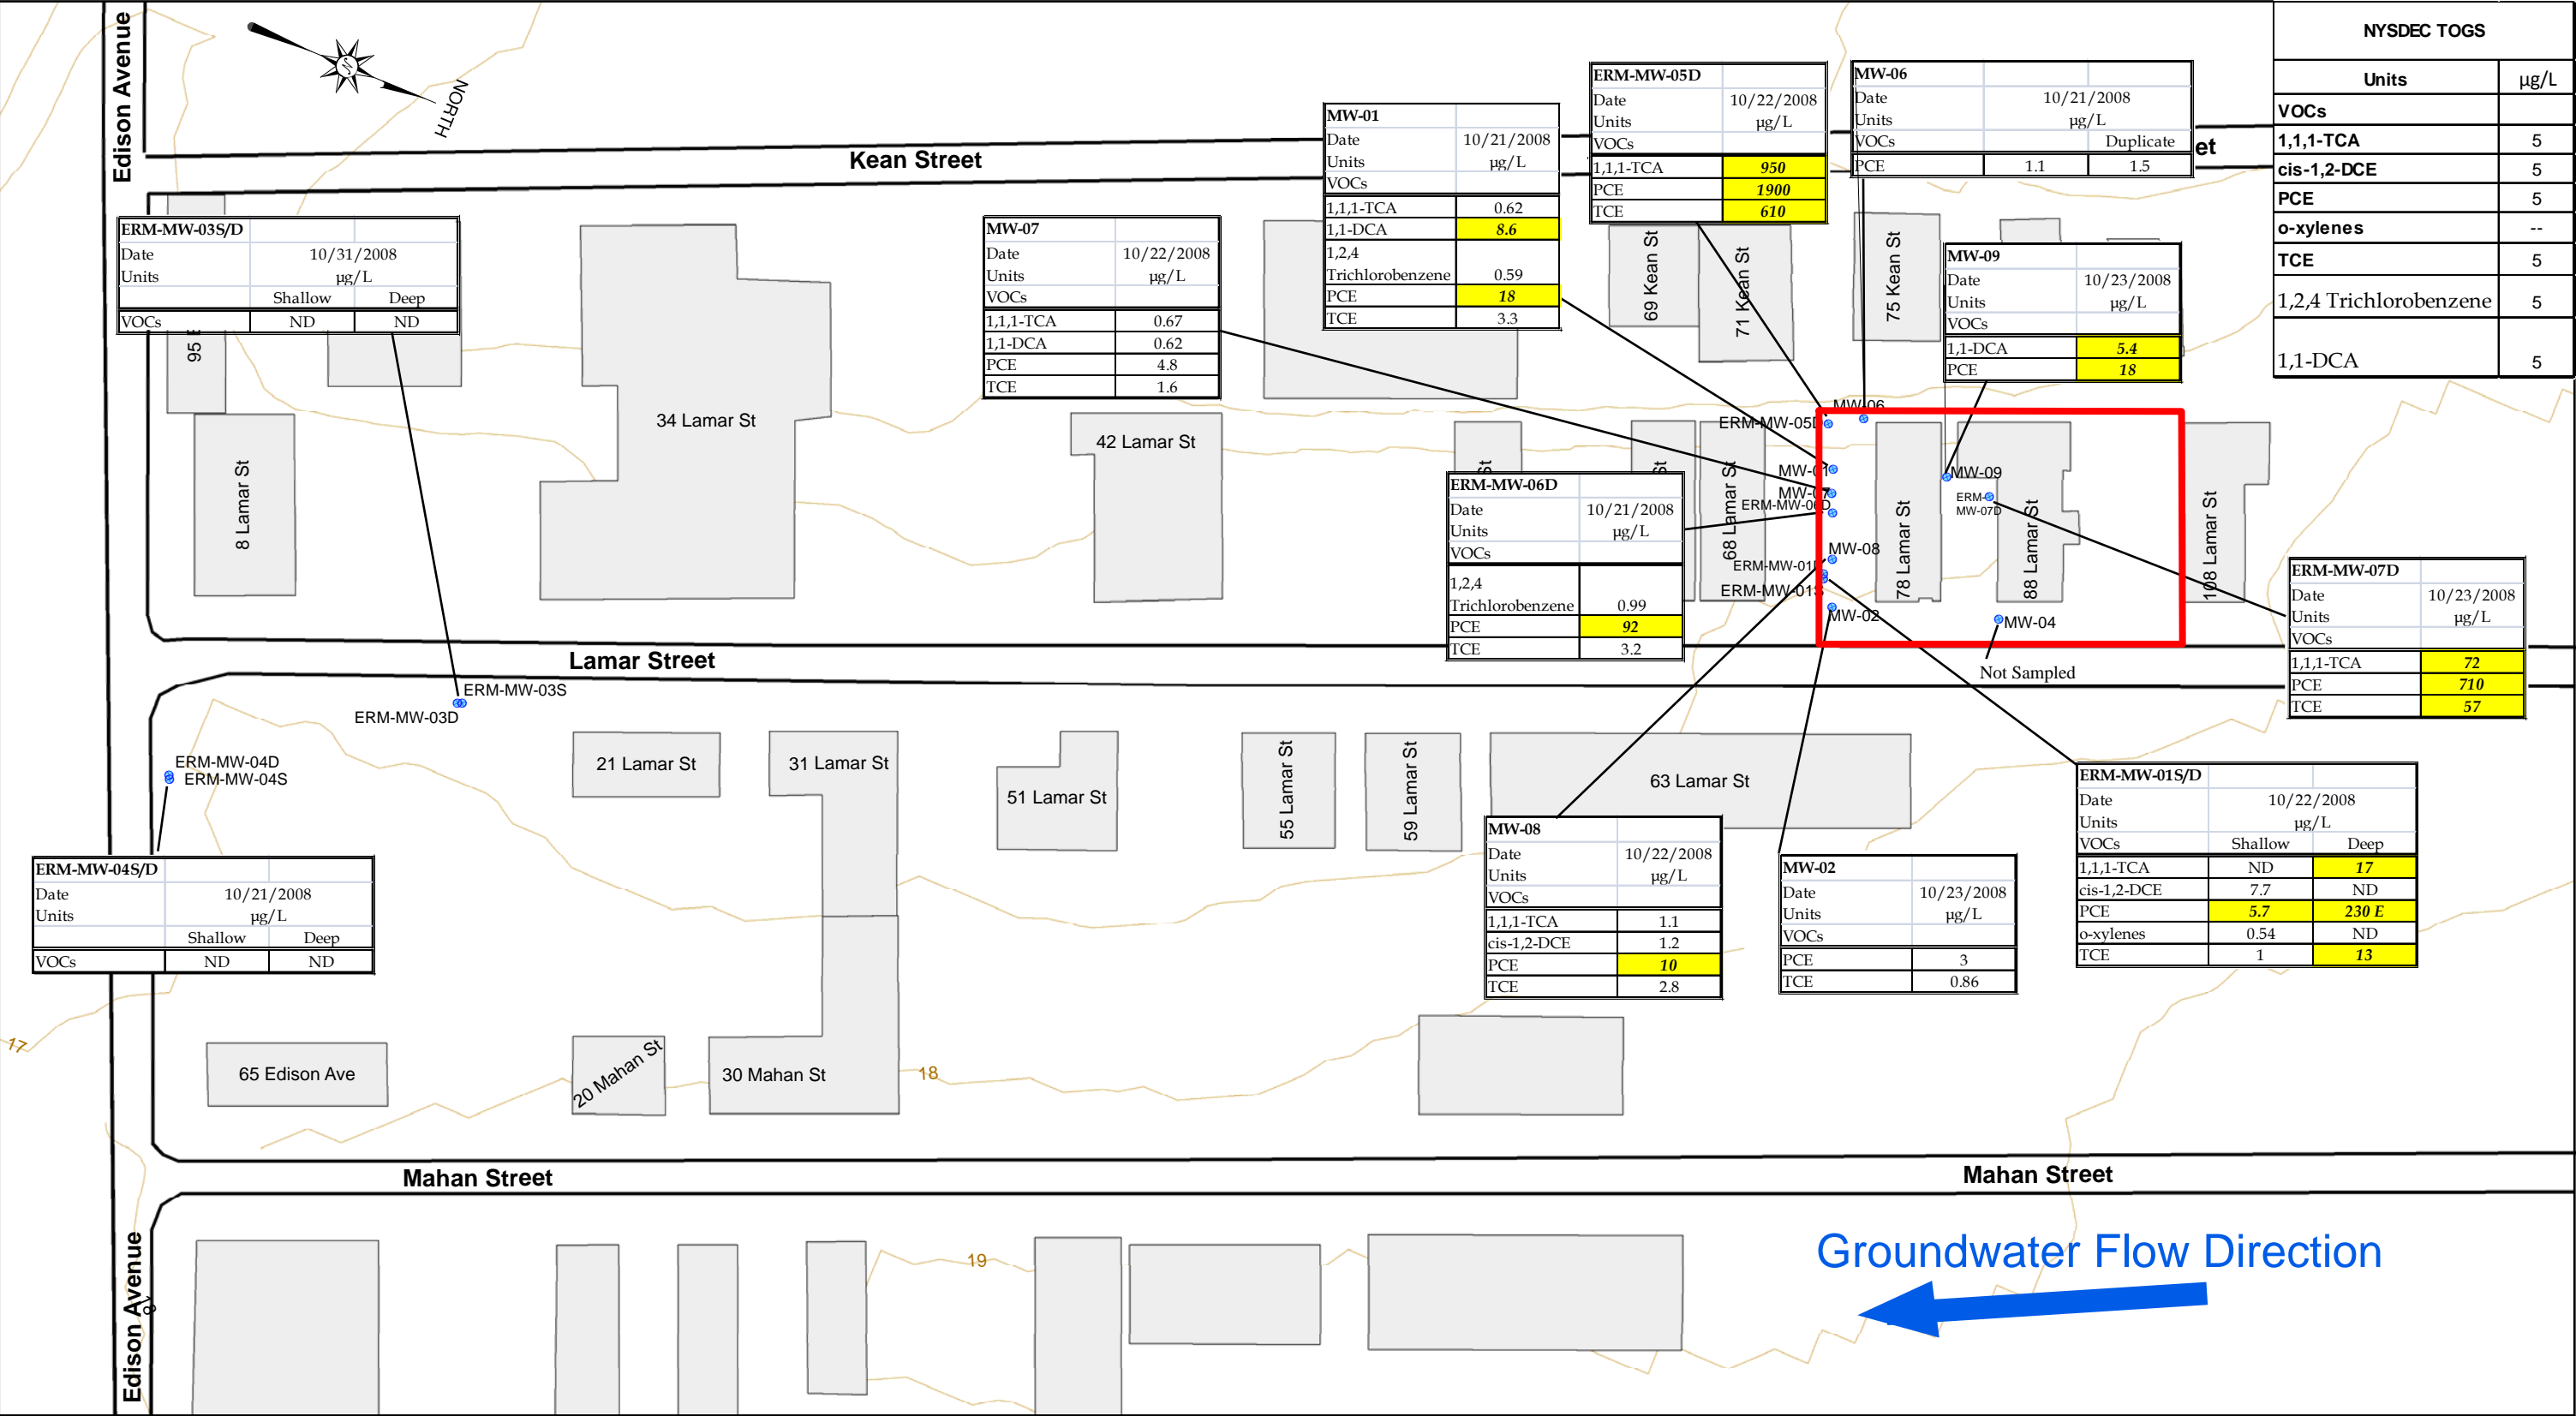 Edison Avenue
NORTH
Kean Street
et
NYSDEC TOGS
Units µg/L
VOCs
1,1,1-TCA 5
cis-1,2-DCE 5
PCE 5
o-xylenes --
TCE 5
1,2,4 Trichlorobenzene 5
1,1-DCA 5
ERM-MW-05D
Date 10/22/2008
Units µg/L
VOCs
1,1,1-TCA 950
PCE 1900
TCE 610
MW-06
Date 10/21/2008
Units µg/L
VOCs Duplicate
PCE 1.1 1.5
MW-01
Date 10/21/2008
Units µg/L
VOCs
1,1,1-TCA 0.62
1,1-DCA 8.6
1,2,4
Trichlorobenzene 0.59
PCE 18
TCE 3.3
ERM-MW-03S/D
Date 10/31/2008
Units µg/L
Shallow Deep
VOCs ND ND
MW-07
Date 10/22/2008
Units µg/L
VOCs
1,1,1-TCA 0.67
1,1-DCA 0.62
PCE 4.8
TCE 1.6
MW-09
Date 10/23/2008
Units µg/L
VOCs
1,1-DCA 5.4
PCE 18
69 Kean St
71 Kean St
75 Kean St
95
8 Lamar St
34 Lamar St
42 Lamar St
St
St
68 Lamar St
78 Lamar St
88 Lamar St
108 Lamar St
MW-06
ERM-MW-05D
MW-01
MW-07
ERM-MW-06D
MW-09
ERM-
MW-07D
MW-08
ERM-MW-01D
ERM-MW-01S
MW-02
MW-04
Not Sampled
ERM-MW-06D
Date 10/21/2008
Units µg/L
VOCs
1,2,4
Trichlorobenzene 0.99
PCE 92
TCE 3.2
ERM-MW-07D
Date 10/23/2008
Units µg/L
VOCs
1,1,1-TCA 72
PCE 710
TCE 57
Lamar Street
ERM-MW-03S
ERM-MW-03D
ERM-MW-04D
ERM-MW-04S
21 Lamar St
31 Lamar St
51 Lamar St
55 Lamar St
59 Lamar St
63 Lamar St
ERM-MW-04S/D
Date 10/21/2008
Units µg/L
Shallow Deep
VOCs ND ND
MW-08
Date 10/22/2008
Units µg/L
VOCs
1,1,1-TCA 1.1
cis-1,2-DCE 1.2
PCE 10
TCE 2.8
MW-02
Date 10/23/2008
Units µg/L
VOCs
PCE 3
TCE 0.86
ERM-MW-01S/D
Date 10/22/2008
Units µg/L
VOCs Shallow Deep
1,1,1-TCA ND 17
cis-1,2-DCE 7.7 ND
PCE 5.7 230 E
o-xylenes 0.54 ND
TCE 1 13
17
65 Edison Ave
20 Mahan St
30 Mahan St
18
Mahan Street
Mahan Street
Edison Avenue
19
Groundwater Flow Direction